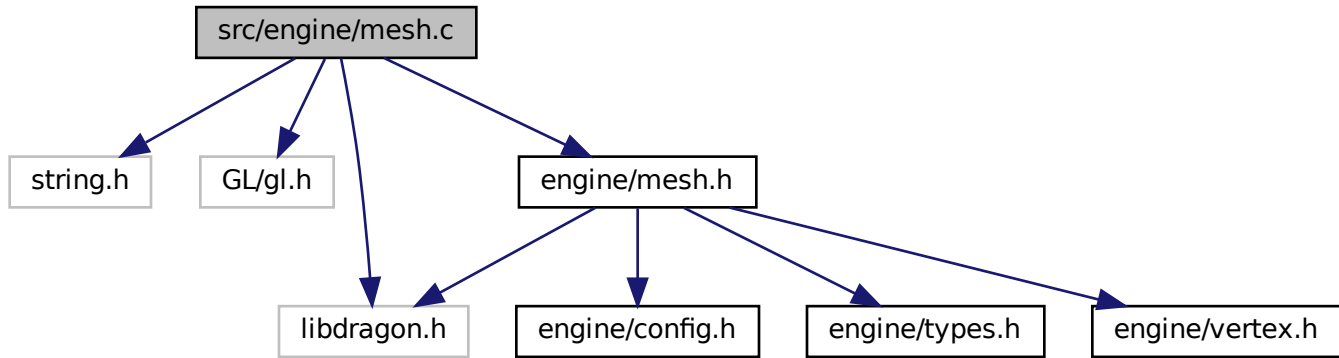 src/engine/mesh.c
string.h
GL/gl.h
engine/mesh.h
libdragon.h
engine/config.h
engine/types.h
engine/vertex.h